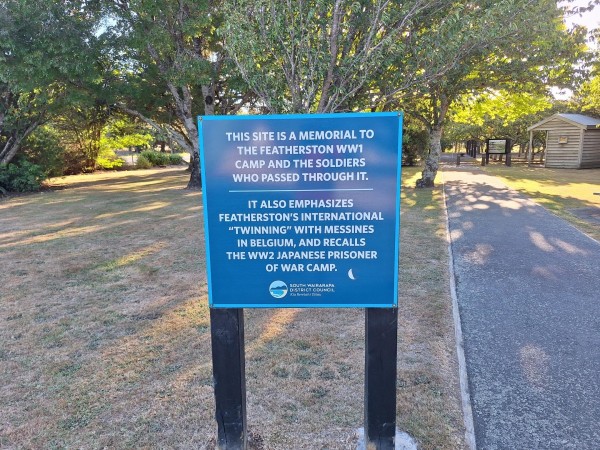 THIS SITE IS A MEMORIAL TO
THE FEATHERSTON WW1
CAMP AND THE SOLDIERS
WHO PASSED THROUGH IT.
IT ALSO EMPHASIZES
FEATHERSTON'S INTERNATIONAL
“TWINNING” WITH MESSINES
IN BELGIUM, AND RECALLS
THE WW2 JAPANESE PRISONER
OF WAR CAMP.
SOUTH WAIRARAPA
DISTRICT COUNCIL